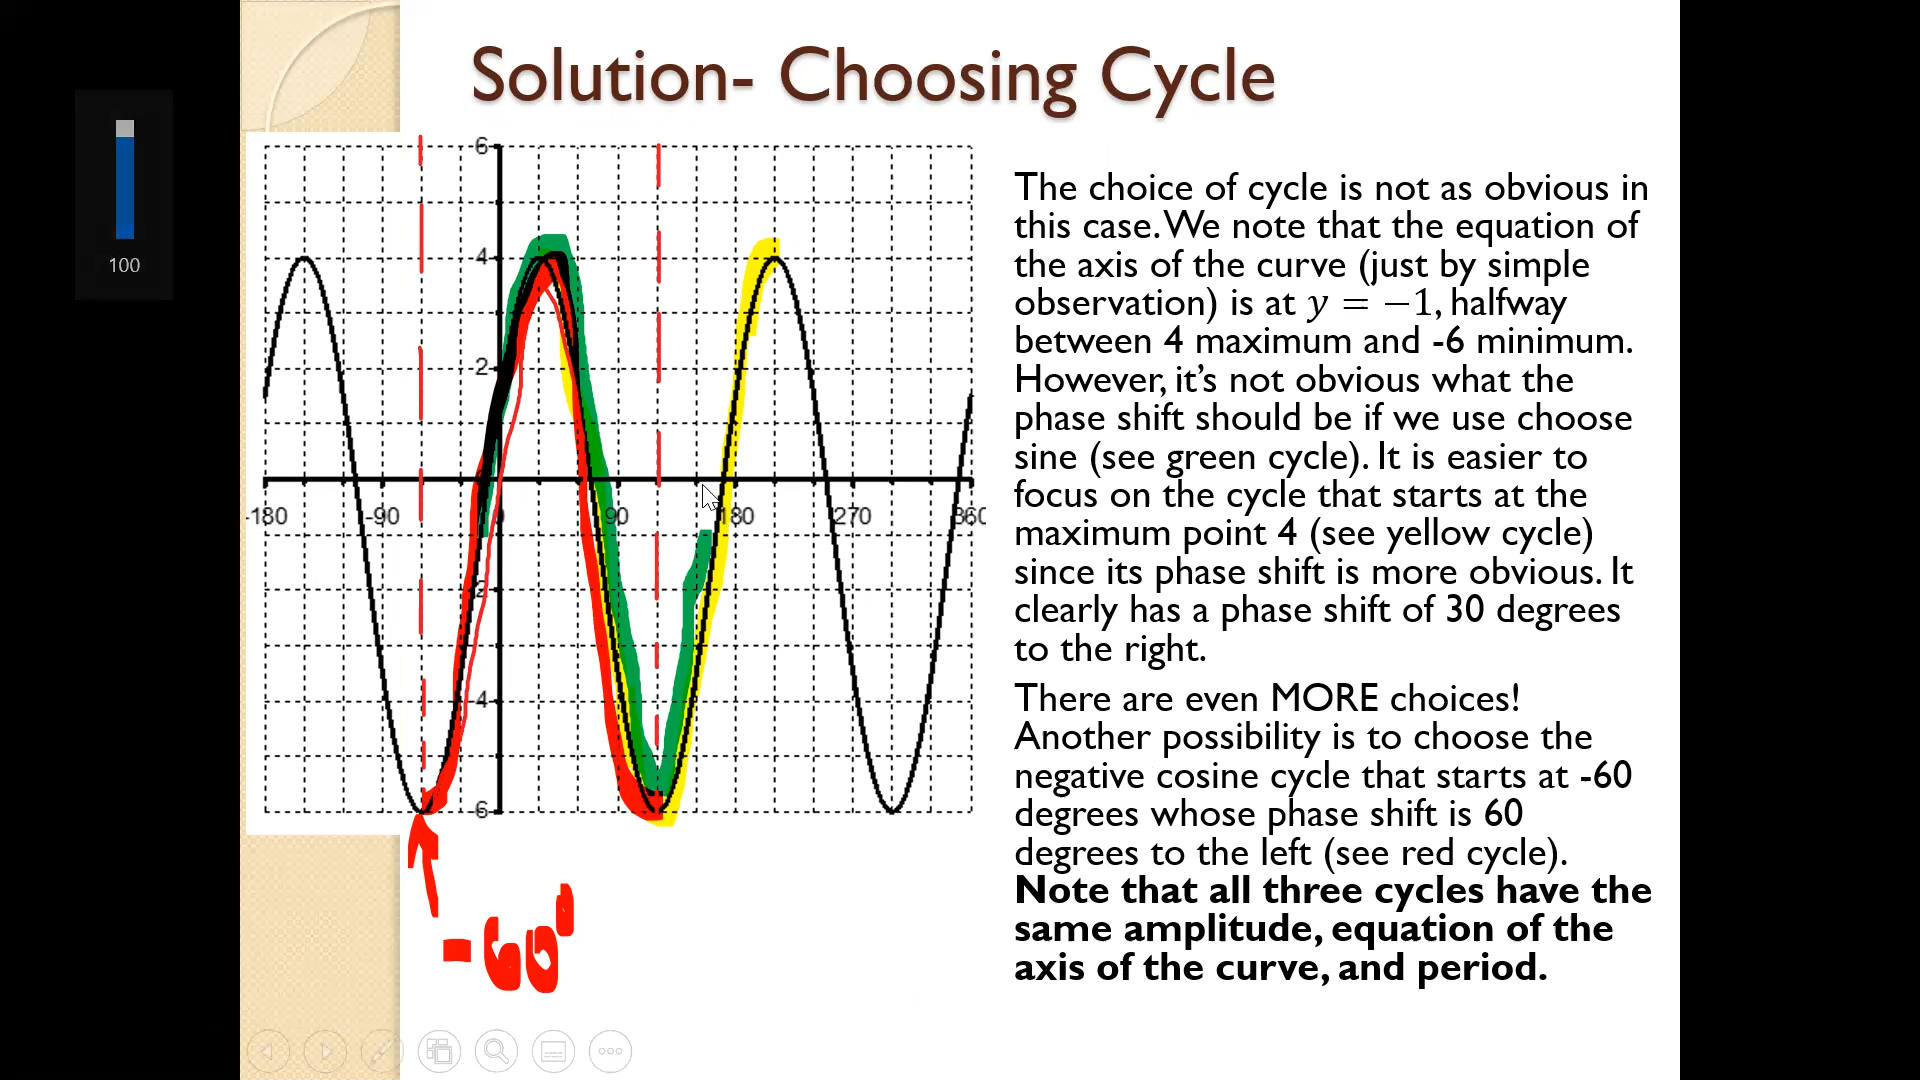 Solution- Choosing Cycle
100
6
4
2
-180 -90 0 90 180 270 360
-2
-4
-6
-60°
The choice of cycle is not as obvious in
this case. We note that the equation of
the axis of the curve (just by simple
observation) is at y = −1, halfway
between 4 maximum and -6 minimum.
However, it’s not obvious what the
phase shift should be if we use choose
sine (see green cycle). It is easier to
focus on the cycle that starts at the
maximum point 4 (see yellow cycle)
since its phase shift is more obvious. It
clearly has a phase shift of 30 degrees
to the right.
There are even MORE choices!
Another possibility is to choose the
negative cosine cycle that starts at -60
degrees whose phase shift is 60
degrees to the left (see red cycle).
Note that all three cycles have the
same amplitude, equation of the
axis of the curve, and period.